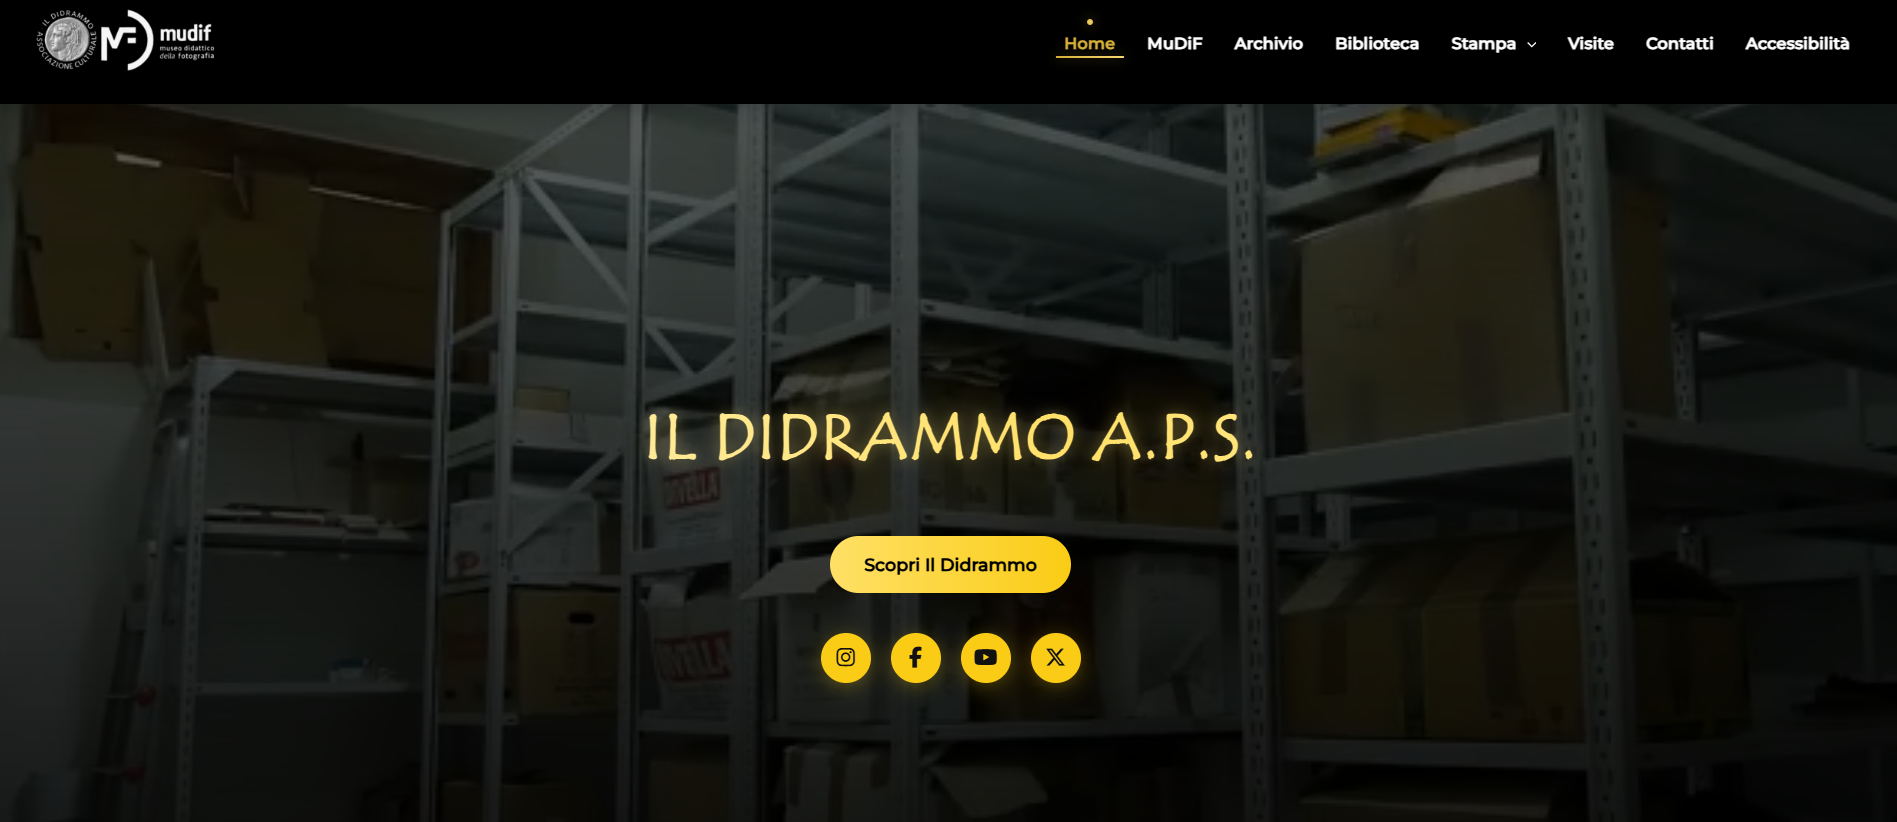 IL DIDRAMMO
ASSOCIAZIONE CULTURALE
mudif
museo didattico
della fotografia
Home
MuDiF
Archivio
Biblioteca
Stampa
Visite
Contatti
Accessibilità
IL DIDRAMMO A.P.S.
DIVELLA
Scopri Il Didrammo